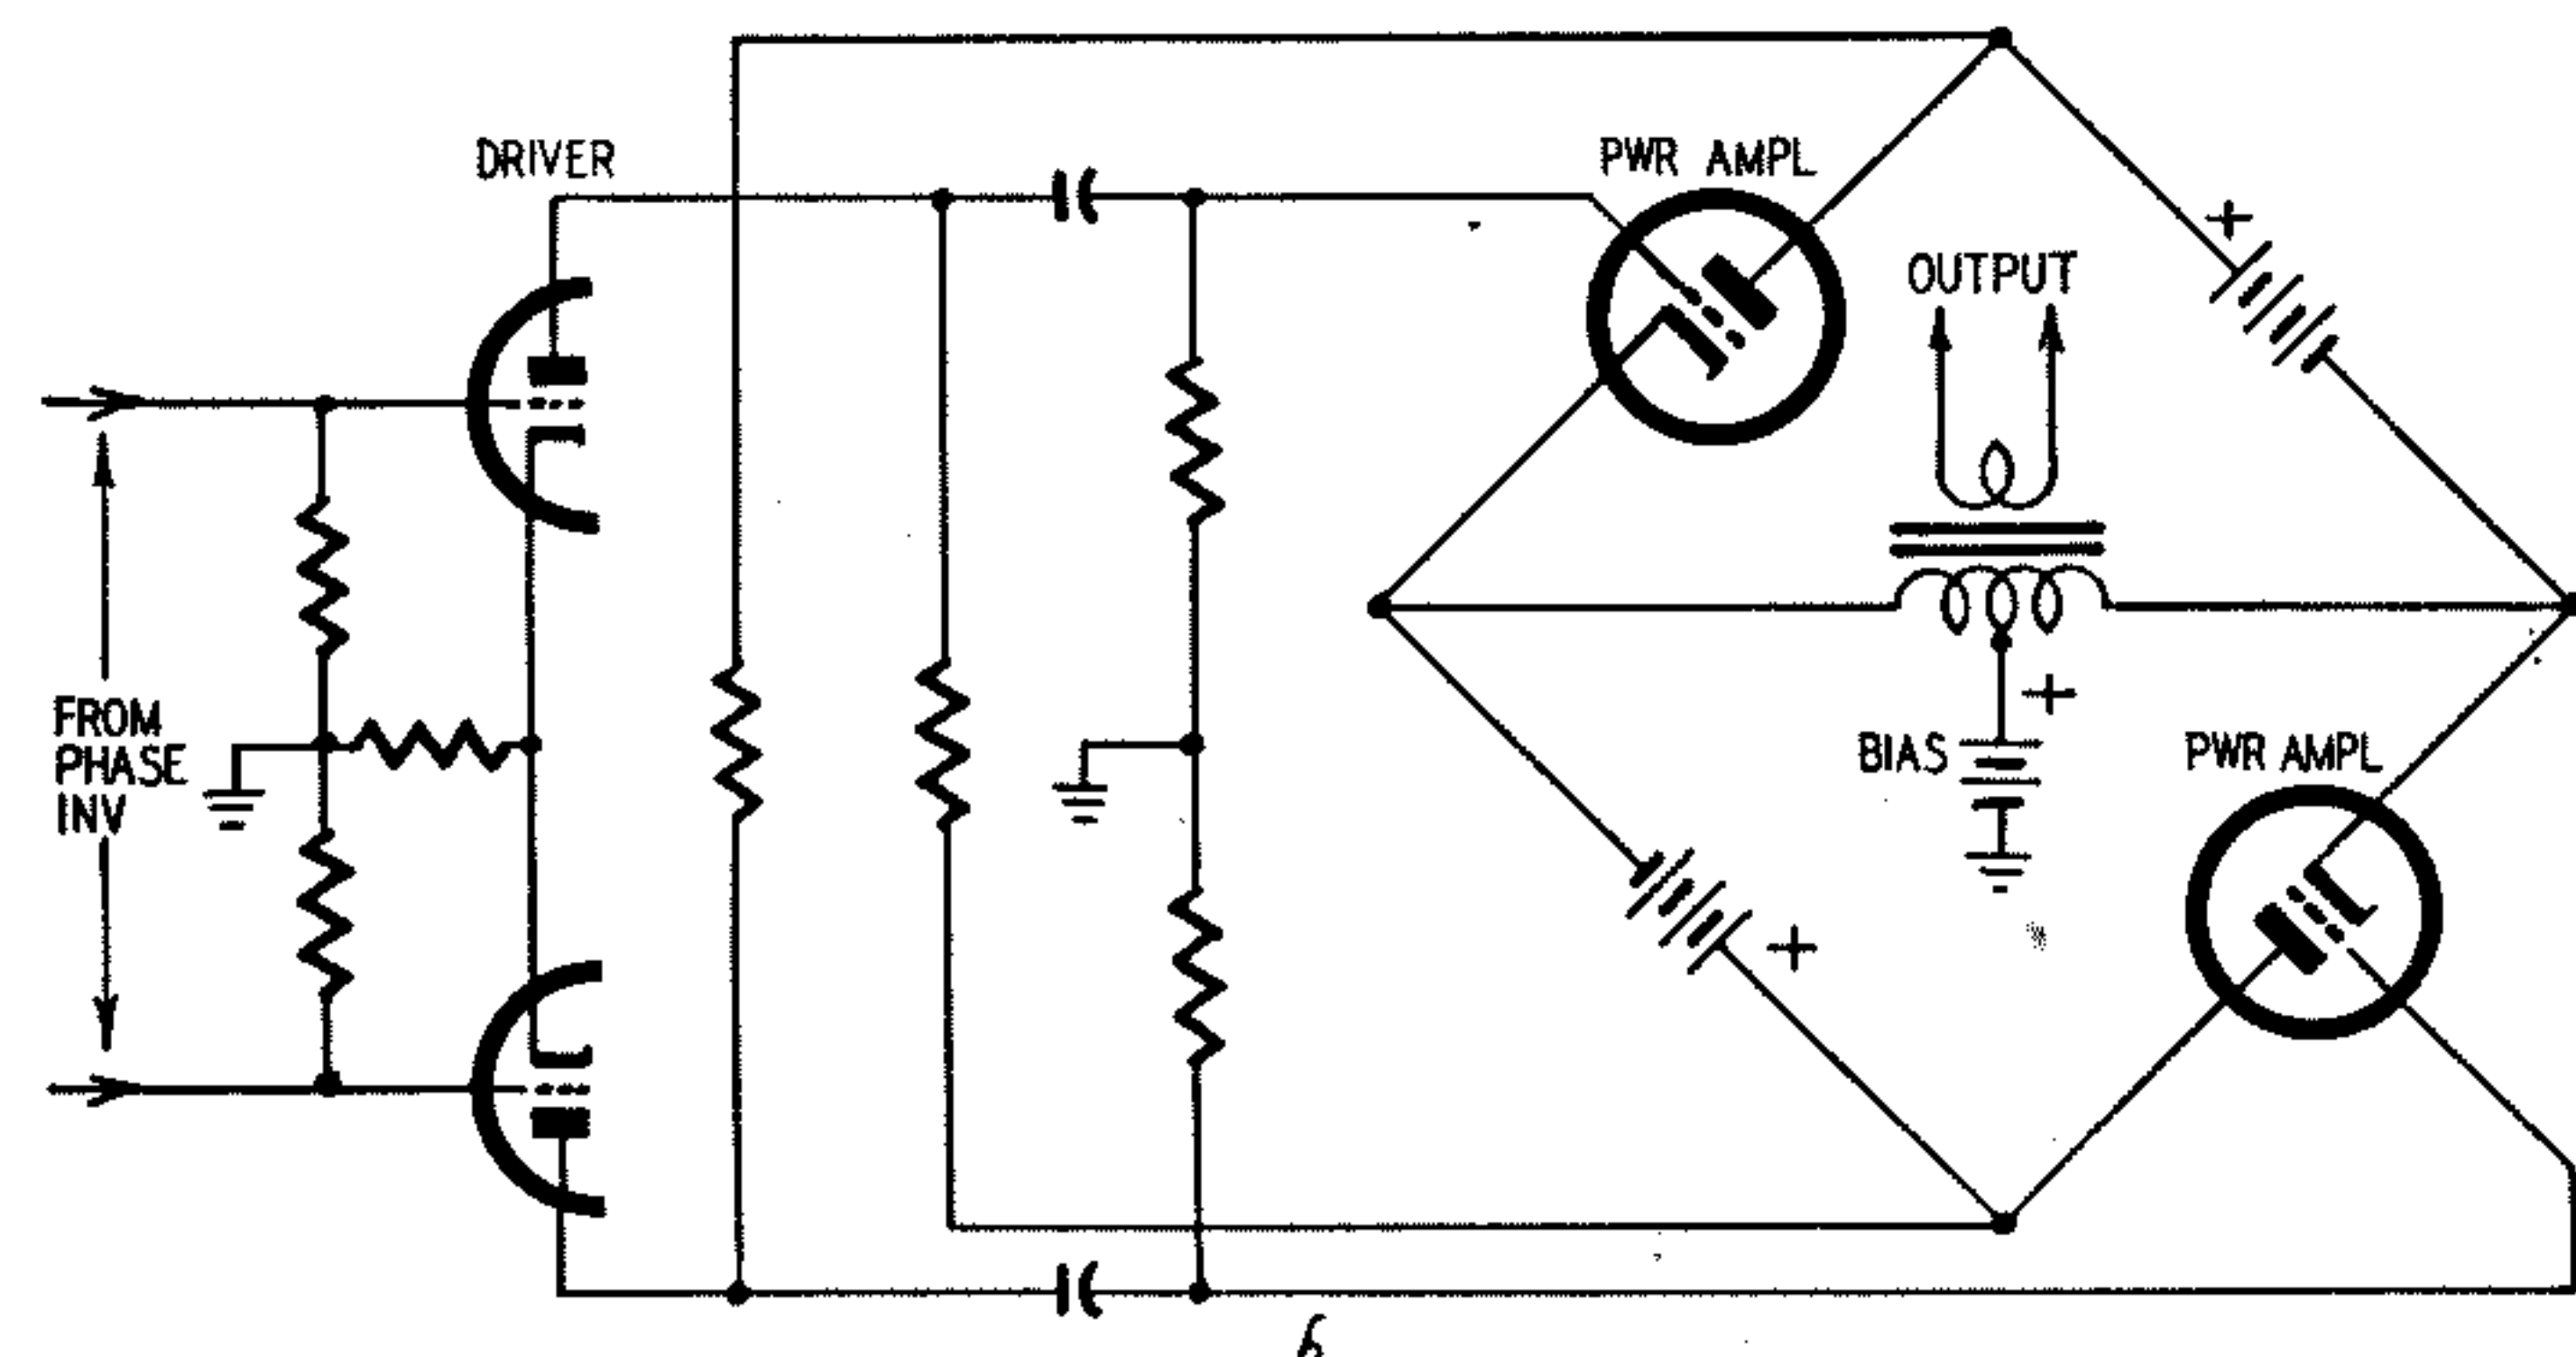 DRIVER
PWR AMPL
+
OUTPUT
FROM
PHASE
INV
+
BIAS
PWR AMPL
+
6